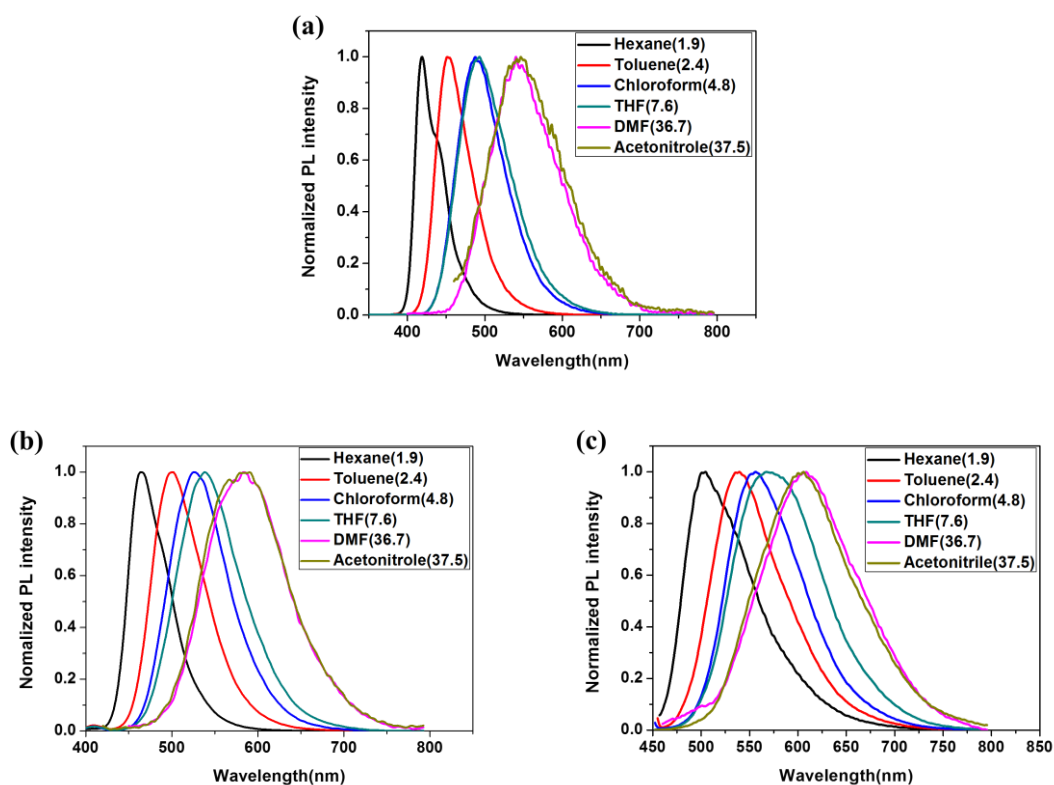 (a)
Normalized PL intensity
1.0
0.8
0.6
0.4
0.2
0.0
400 500 600 700 800
Wavelength(nm)
Hexane(1.9)
Toluene(2.4)
Chloroform(4.8)
THF(7.6)
DMF(36.7)
Acetonitrole(37.5)
(b)
Nomalized PL intensity
1.0
0.8
0.6
0.4
0.2
0.0
400 500 600 700 800
Wavelength(nm)
Hexane(1.9)
Toluene(2.4)
Chloroform(4.8)
THF(7.6)
DMF(36.7)
Acetonitrole(37.5)
(c)
Normalized PL intensity
1.0
0.8
0.6
0.4
0.2
0.0
450 500 550 600 650 700 750 800
Wavelength(nm)
Hexane(1.9)
Toluene(2.4)
Chloroform(4.8)
THF(7.6)
DMF(36.7)
Acetonitrile(37.5)